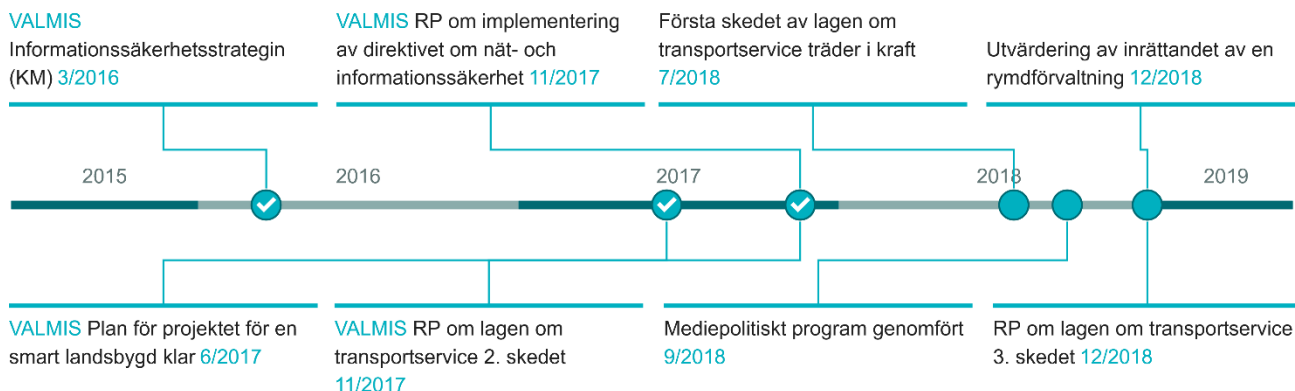 VALMIS
Informationssäkerhetsstrategin
(KM) 3/2016
VALMIS RP om implementering
av direktivet om nät- och
informationssäkerhet 11/2017
Första skedet av lagen om
transportservice träder i kraft
7/2018
Utvärdering av inrättandet av en
rymdförvaltning 12/2018
2015
2016
2017
2018
2019
VALMIS Plan för projektet för en
smart landsbygd klar 6/2017
VALMIS RP om lagen om
transportservice 2. skedet
11/2017
Mediepolitiskt program genomfört
9/2018
RP om lagen om transportservice
3. skedet 12/2018